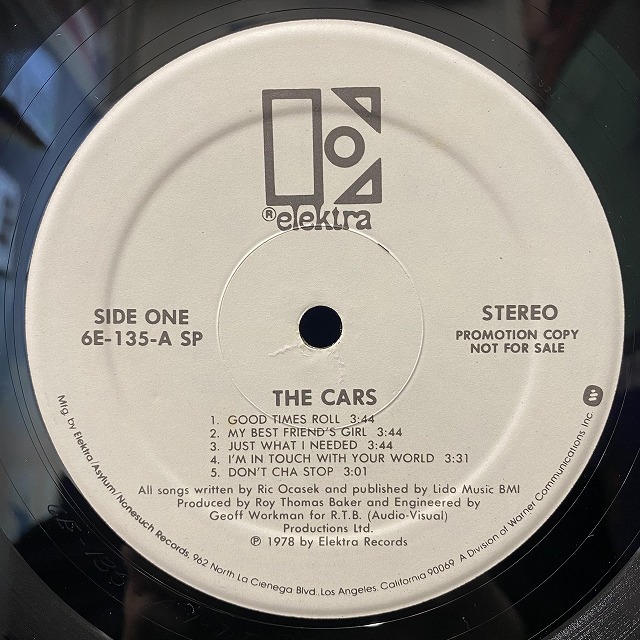 ® elektra
SIDE ONE
6E-135-A SP
STEREO
PROMOTION COPY
NOT FOR SALE
THE CARS
1. GOOD TIMES ROLL 3:44
2. MY BEST FRIEND'S GIRL 3:44
3. JUST WHAT I NEEDED 3:44
4. I'M IN TOUCH WITH YOUR WORLD 3:31
5. DON'T CHA STOP 3:01
All songs written by Ric Ocasek and published by Lido Music BMI
Produced by Roy Thomas Baker and Engineered by
Geoff Workman for R.T.B. (Audio-Visual)
Productions Ltd.
℗ 1978 by Elektra Records
Mfg. by Elektra/Asylum/Nonesuch Records, 962 North La Cienega Blvd., Los Angeles, California 90069 A Division of Warner Communications Inc.